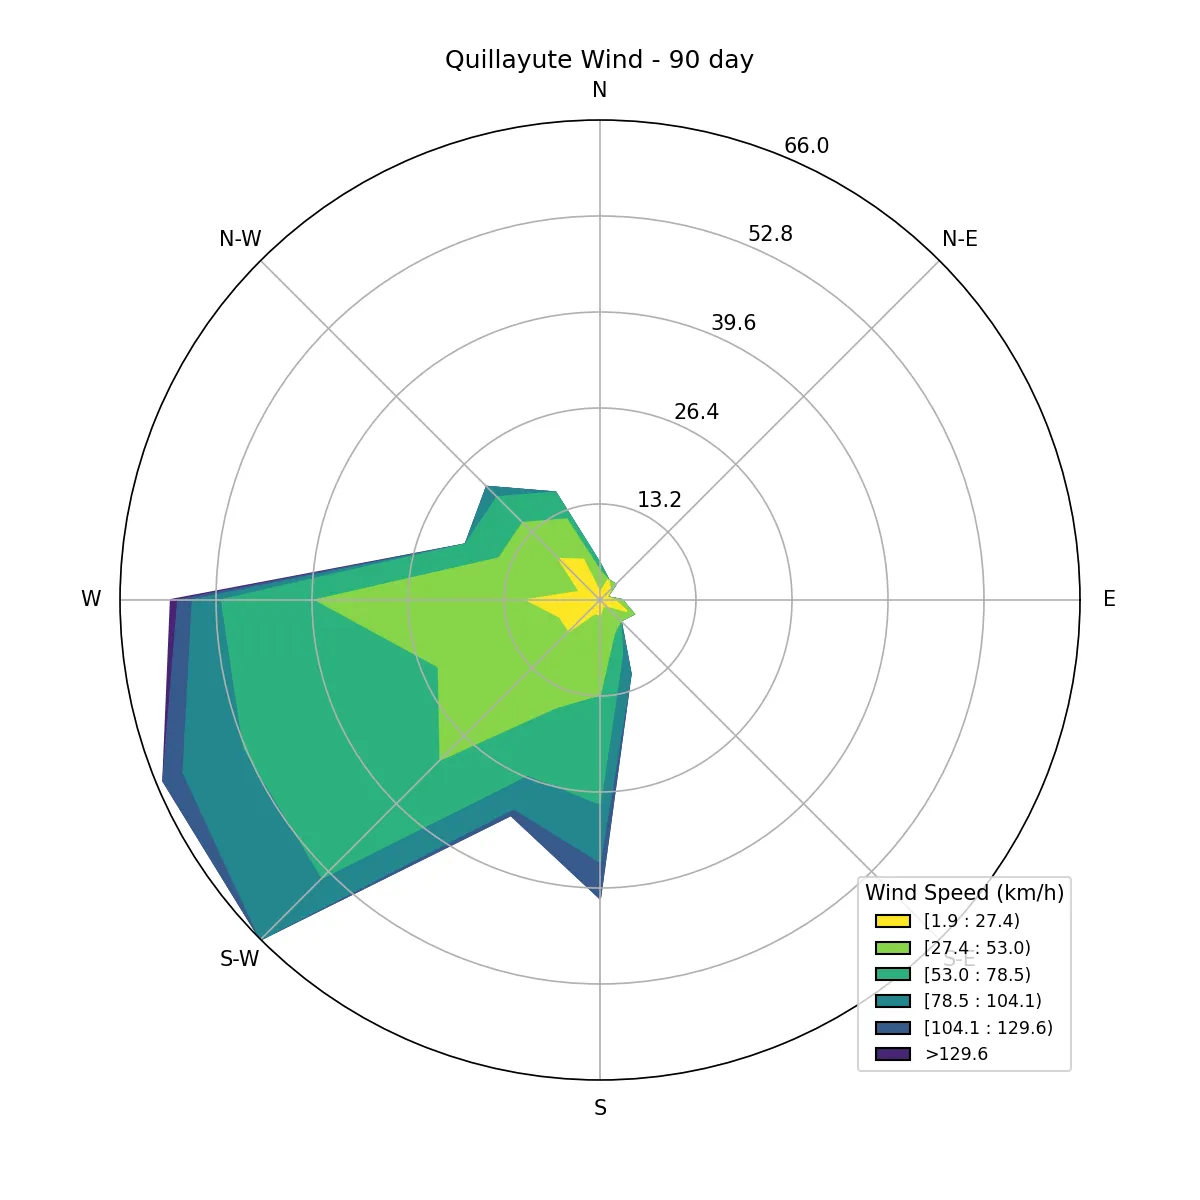 Quillayute Wind - 90 day
N
66.0
N-W
52.8
N-E
39.6
26.4
13.2
W
E
Wind Speed (km/h)
[1.9 : 27.4)
[27.4 : 53.0)
S-W
S-E
[53.0 : 78.5)
[78.5 : 104.1)
[104.1 : 129.6)
>129.6
S